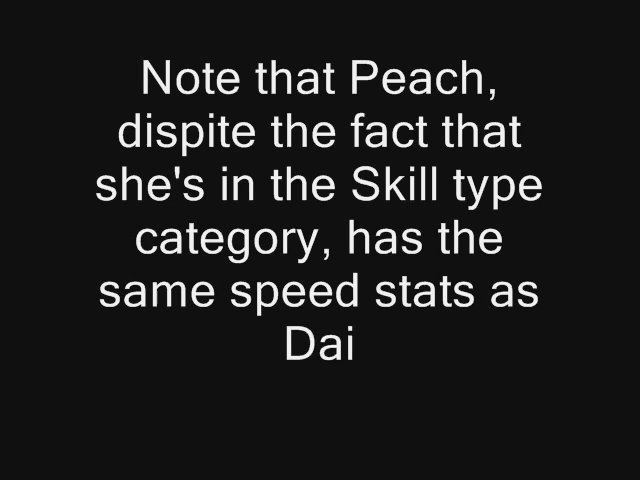 Note that Peach,
dispite the fact that
she's in the Skill type
category, has the
same speed stats as
Dai